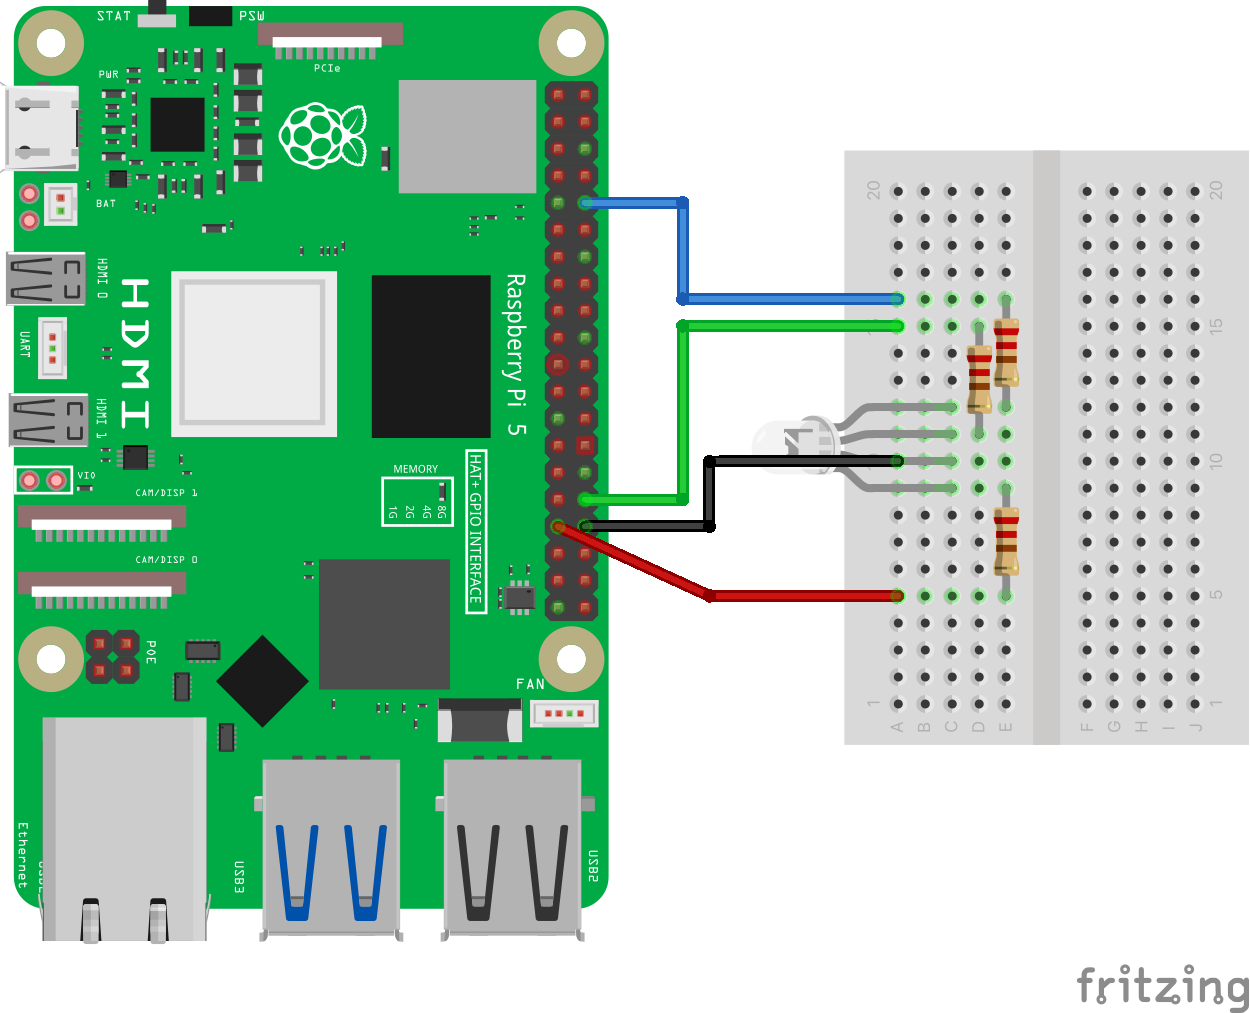 STAT
PSW
PCIe
PWR
BAT
HDMI 0
HDMI
UART
HDMI 1
Raspberry Pi 5
VIO
CAM/DISP 1
CAM/DISP 0
MEMORY
1G 2G 4G 8G
HAT+ GPIO INTERFACE
POE
FAN
Ethernet
USB3
20
20
15
15
10
5
5
1
1
A B C D E
F G H I J
fritzing